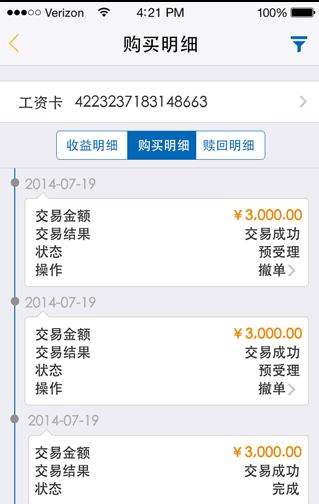 Verizon 4:21 PM 100%
购买明细
工资卡 4223237183148663
收益明细 购买明细 赎回明细
2014-07-19
交易金额 ¥3,000.00
交易结果 交易成功
状态 预受理
操作 撤单
2014-07-19
交易金额 ¥3,000.00
交易结果 交易成功
状态 预受理
操作 撤单
2014-07-19
交易金额 ¥3,000.00
交易结果 交易成功
状态 完成